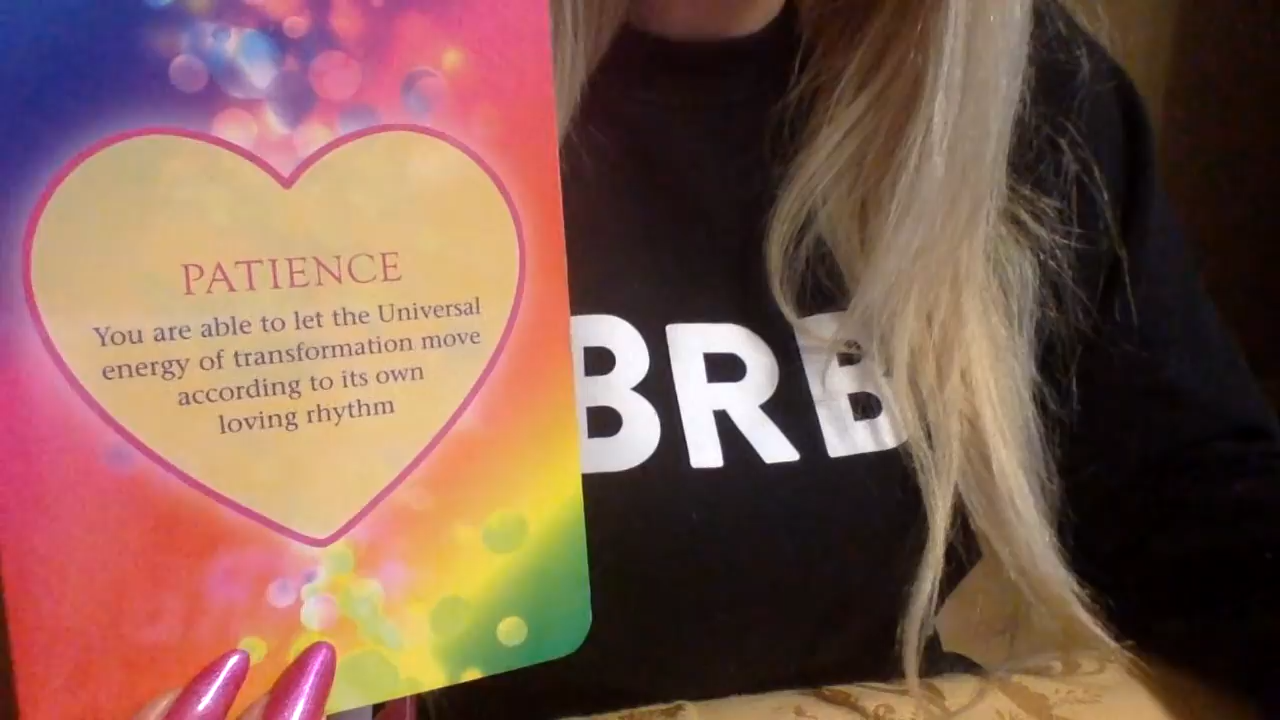 PATIENCE
You are able to let the Universal
energy of transformation move
according to its own
loving rhythm
BRB